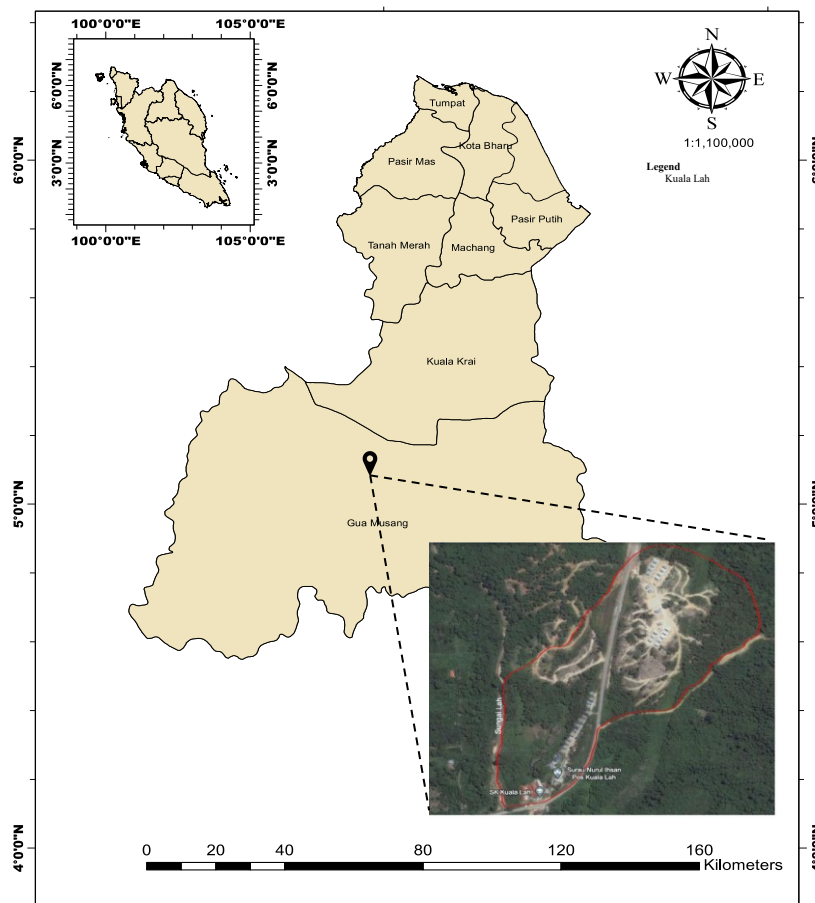 100°0'0"E
105°0'0"E
6°0'0"N
3°0'0"N
6°0'0"N
3°0'0"N
100°0'0"E
105°0'0"E
N
W
E
S
1:1,100,000
Legend
Kuala Lah
6°0'0"N
5°0'0"N
4°0'0"N
Tumpat
Kota Bharu
Pasir Mas
Pasir Putih
Tanah Merah
Machang
Kuala Krai
Gua Musang
Sungai Lah
Surau Nurul Ihsan
Pos Kuala Lah
SK Kuala Lah
0
20
40
80
120
160
Kilometers